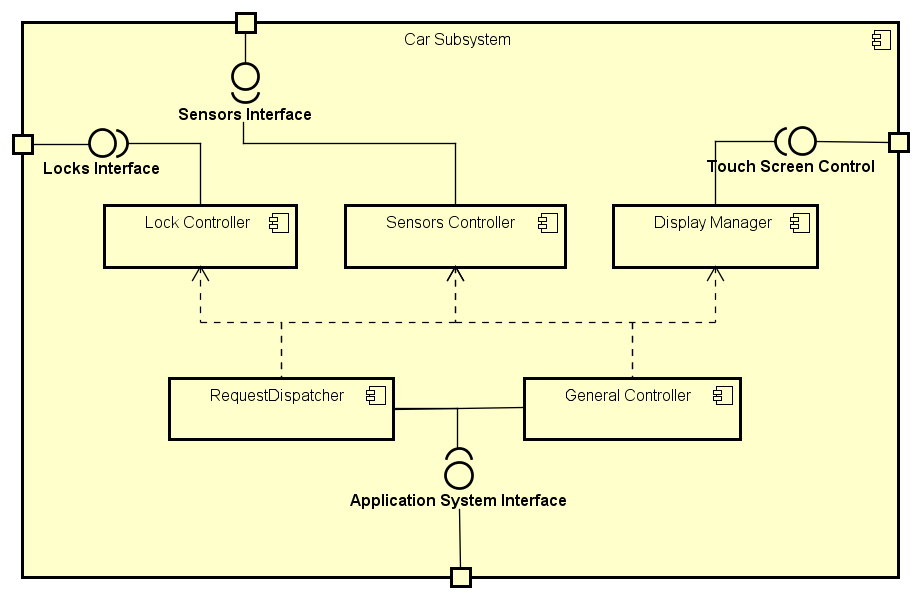 Car Subsystem
Sensors Interface
Locks Interface
Touch Screen Control
Lock Controller
Sensors Controller
Display Manager
RequestDispatcher
General Controller
Application System Interface